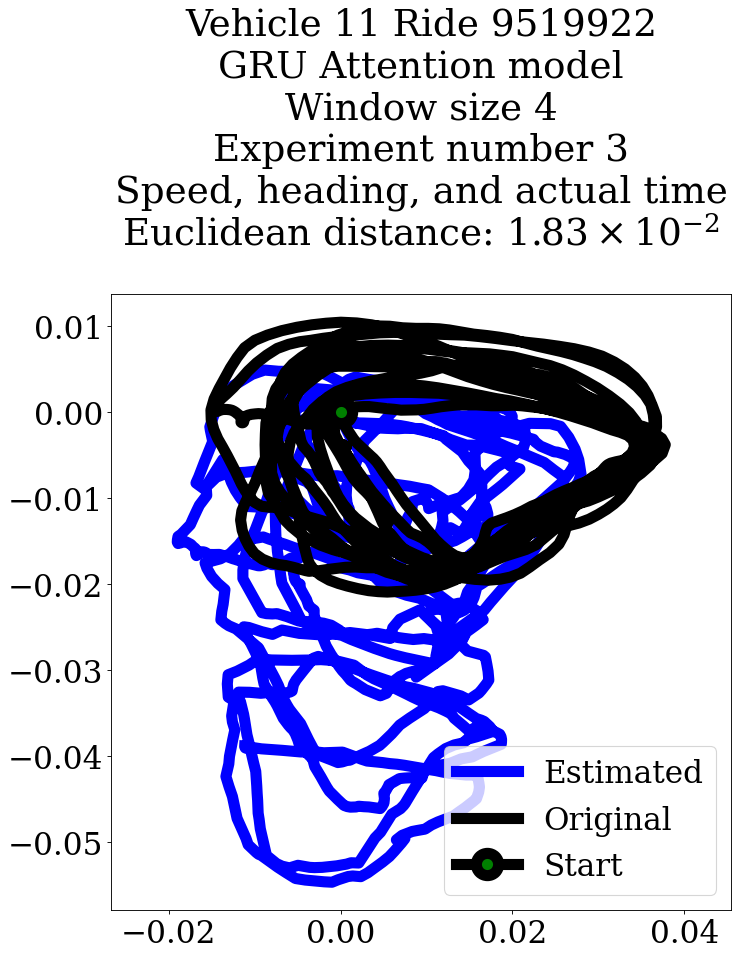 Vehicle 11 Ride 9519922
GRU Attention model
Window size 4
Experiment number 3
Speed, heading, and actual time
Euclidean distance: 1.83 × 10⁻²
0.01
0.00
−0.01
−0.02
−0.03
−0.04
−0.05
Estimated
Original
Start
−0.02 0.00 0.02 0.04